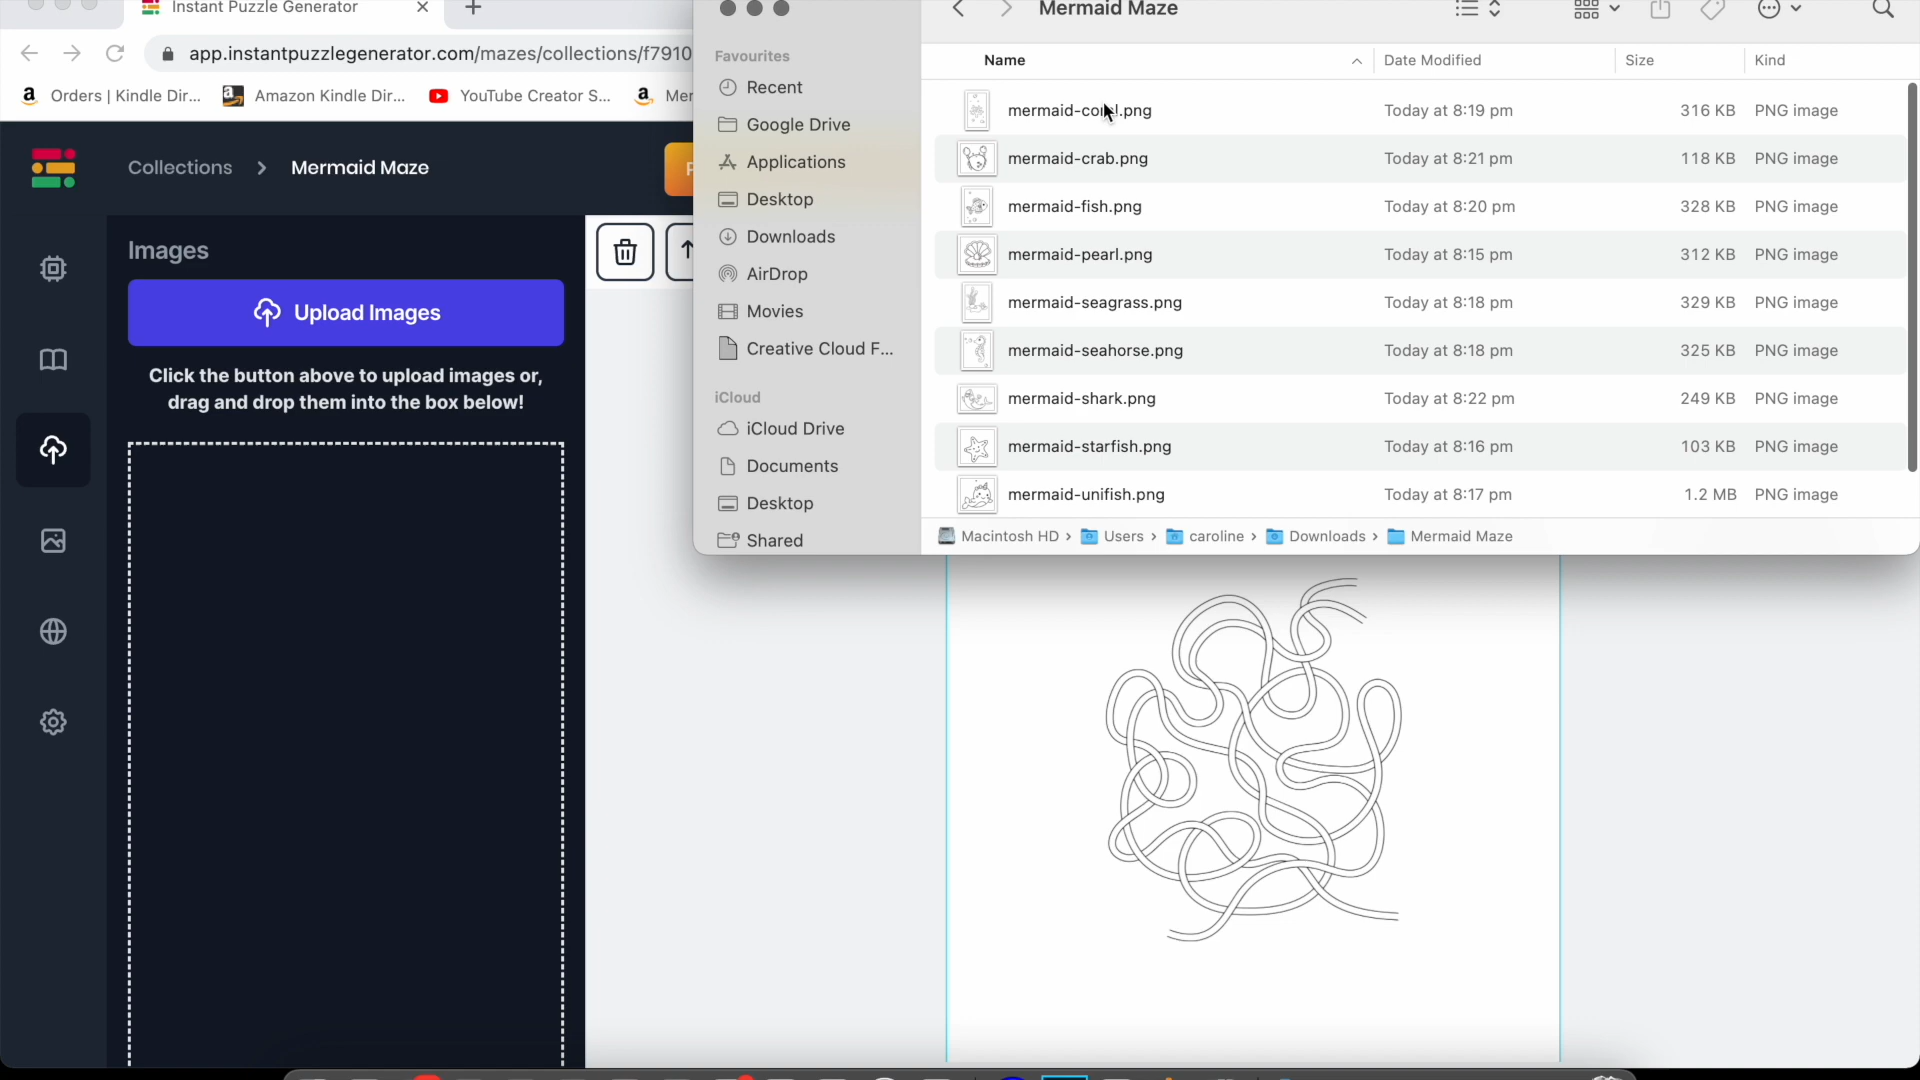 Instant Puzzle Generator
app.instantpuzzlegenerator.com/mazes/collections/f7910
Orders | Kindle Dir...
Amazon Kindle Dir...
YouTube Creator S...
Mer
Collections > Mermaid Maze
Images
Upload Images
Click the button above to upload images or,
drag and drop them into the box below!
Favourites
Recent
Google Drive
Applications
Desktop
Downloads
AirDrop
Movies
Creative Cloud F...
iCloud
iCloud Drive
Documents
Desktop
Shared
Mermaid Maze
Name Date Modified Size Kind
mermaid-coral.png Today at 8:19 pm 316 KB PNG image
mermaid-crab.png Today at 8:21 pm 118 KB PNG image
mermaid-fish.png Today at 8:20 pm 328 KB PNG image
mermaid-pearl.png Today at 8:15 pm 312 KB PNG image
mermaid-seagrass.png Today at 8:18 pm 329 KB PNG image
mermaid-seahorse.png Today at 8:18 pm 325 KB PNG image
mermaid-shark.png Today at 8:22 pm 249 KB PNG image
mermaid-starfish.png Today at 8:16 pm 103 KB PNG image
mermaid-unifish.png Today at 8:17 pm 1.2 MB PNG image
Macintosh HD > Users > caroline > Downloads > Mermaid Maze